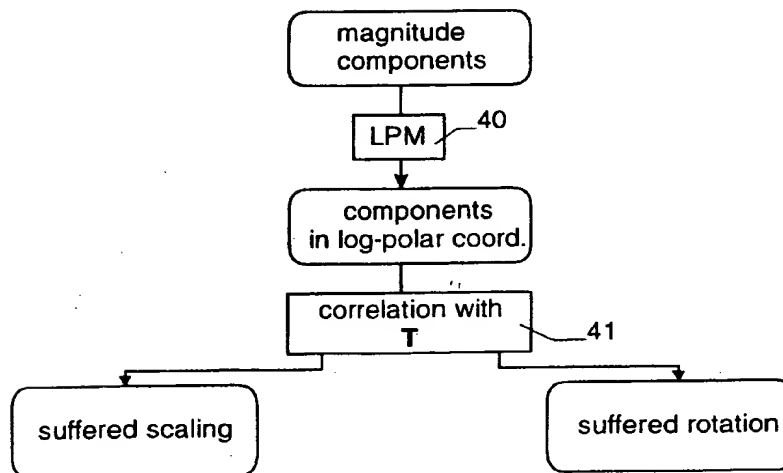 magnitude
components
LPM
40
components
in log-polar coord.
correlation with
T
41
suffered scaling
suffered rotation